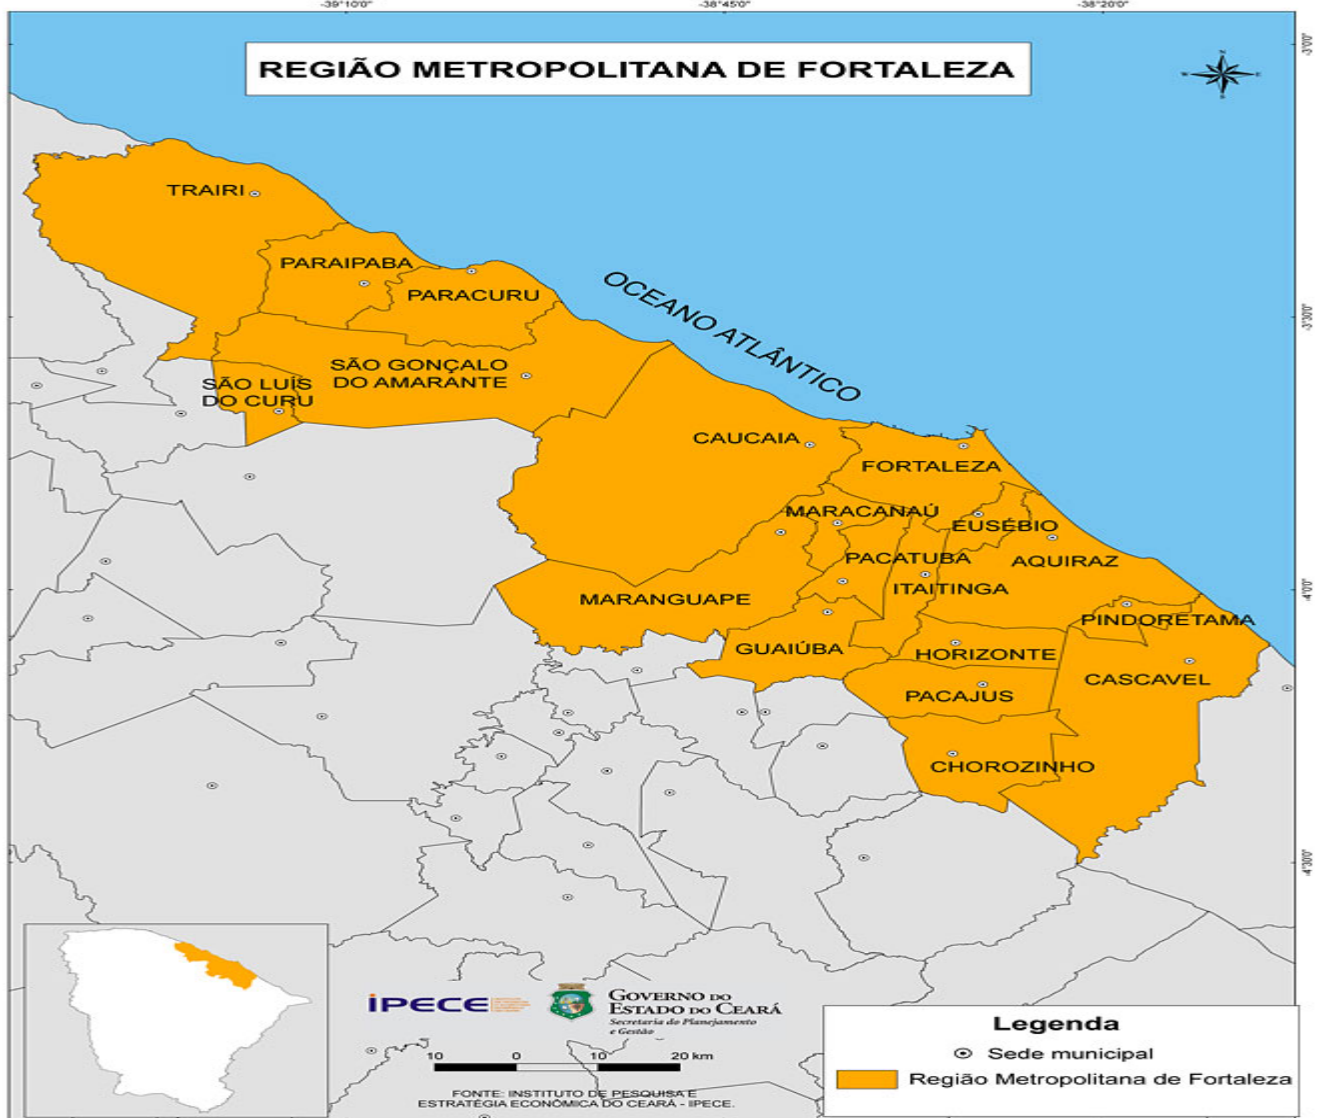 -39°10'0"
-38°45'0"
-38°20'0"
REGIÃO METROPOLITANA DE FORTALEZA
N
W
E
S
-3°0'0"
TRAIRI
PARAIPABA
PARACURU
OCEANO ATLÂNTICO
-3°30'0"
SÃO GONÇALO
DO AMARANTE
SÃO LUÍS
DO CURU
CAUCAIA
FORTALEZA
MARACANAÚ
EUSÉBIO
PACATUBA
AQUIRAZ
ITAITINGA
MARANGUAPE
-4°0'0"
PINDORETAMA
GUAIÚBA
HORIZONTE
CASCAVEL
PACAJUS
CHOROZINHO
-4°30'0"
IPECE
GOVERNO DO
ESTADO DO CEARÁ
Secretaria do Planejamento
e Gestão
10 0 10 20 km
FONTE: INSTITUTO DE PESQUISA E
ESTRATÉGIA ECONÔMICA DO CEARÁ - IPECE.
Legenda
Sede municipal
Região Metropolitana de Fortaleza